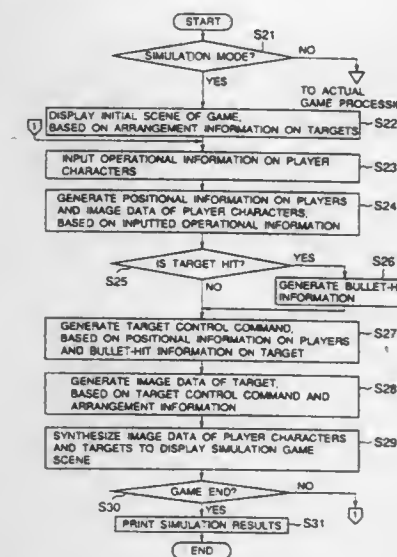 START
S21
SIMULATION MODE?
NO
YES
TO ACTUAL
GAME
DISPLAY INITIAL SCENE OF GAME,
BASED ON ARRANGEMENT INFORMATION ON TARGETS
S22
1
INPUT OPERATIONAL INFORMATION ON PLAYER
CHARACTERS
S23
GENERATE POSITIONAL INFORMATION ON PLAYERS
AND IMAGE DATA OF PLAYER CHARACTERS,
BASED ON INPUTTED OPERATIONAL INFORMATION
S24
IS TARGET HIT?
YES
S26
S25
NO
GENERATE
INFORMATION
GENERATE TARGET CONTROL COMMAND,
BASED ON POSITIONAL INFORMATION ON PLAYERS
AND BULLET-HIT INFORMATION ON TARGET
S27
GENERATE IMAGE DATA OF TARGET,
BASED ON TARGET CONTROL COMMAND AND
ARRANGEMENT INFORMATION
S28
SYNTHESIZE IMAGE DATA OF PLAYER CHARACTERS
AND TARGETS TO DISPLAY SIMULATION GAME
SCENE
S29
GAME END?
NO
S30
YES
1
PRINT SIMULATION RESULTS
S31
END